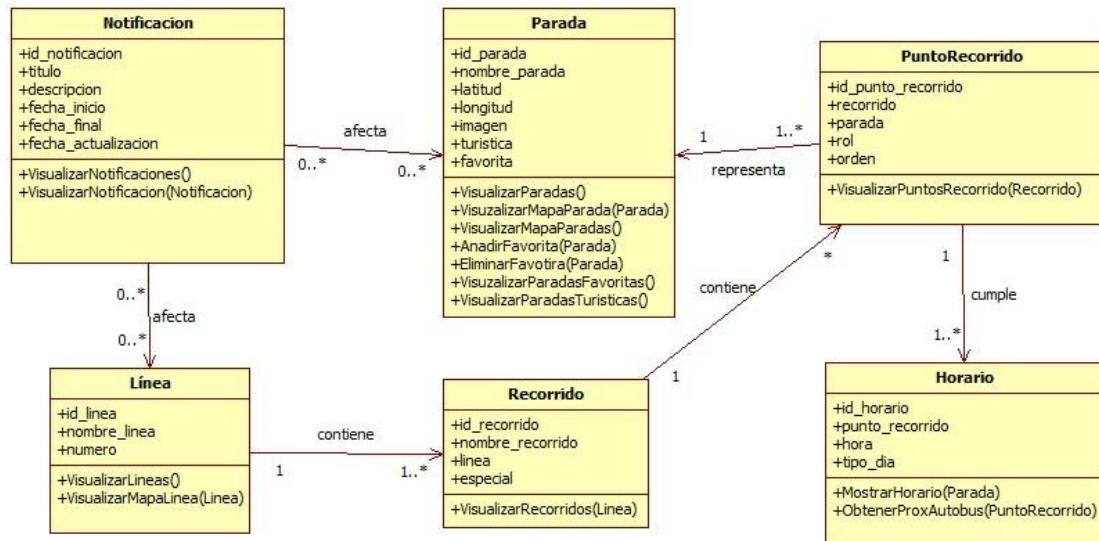 Notificacion
+id_notificacion
+titulo
+descripcion
+fecha_inicio
+fecha_final
+fecha_actualizacion
+VisualizarNotificaciones()
+VisualizarNotificacion(Notificacion)
afecta
0..*
0..*
Parada
+id_parada
+nombre_parada
+latitud
+longitud
+imagen
+turistica
+favorita
+VisualizarParadas()
+VisuzalizarMapaParada(Parada)
+VisualizarMapaParadas()
+AnadirFavorita(Parada)
+EliminarFavotira(Parada)
+VisuzalizarParadasFavoritas()
+VisualizarParadasTuristicas()
1
1..*
representa
PuntoRecorrido
+id_punto_recorrido
+recorrido
+parada
+rol
+orden
+VisualizarPuntosRecorrido(Recorrido)
0..*
afecta
0..*
Línea
+id_linea
+nombre_linea
+numero
+VisualizarLineas()
+VisualizarMapaLinea(Linea)
contiene
1
1..*
Recorrido
+id_recorrido
+nombre_recorrido
+linea
+especial
+VisualizarRecorridos(Linea)
contiene
*
1
1
cumple
1..*
Horario
+id_horario
+punto_recorrido
+hora
+tipo_dia
+MostrarHorario(Parada)
+ObtenerProxAutobus(PuntoRecorrido)